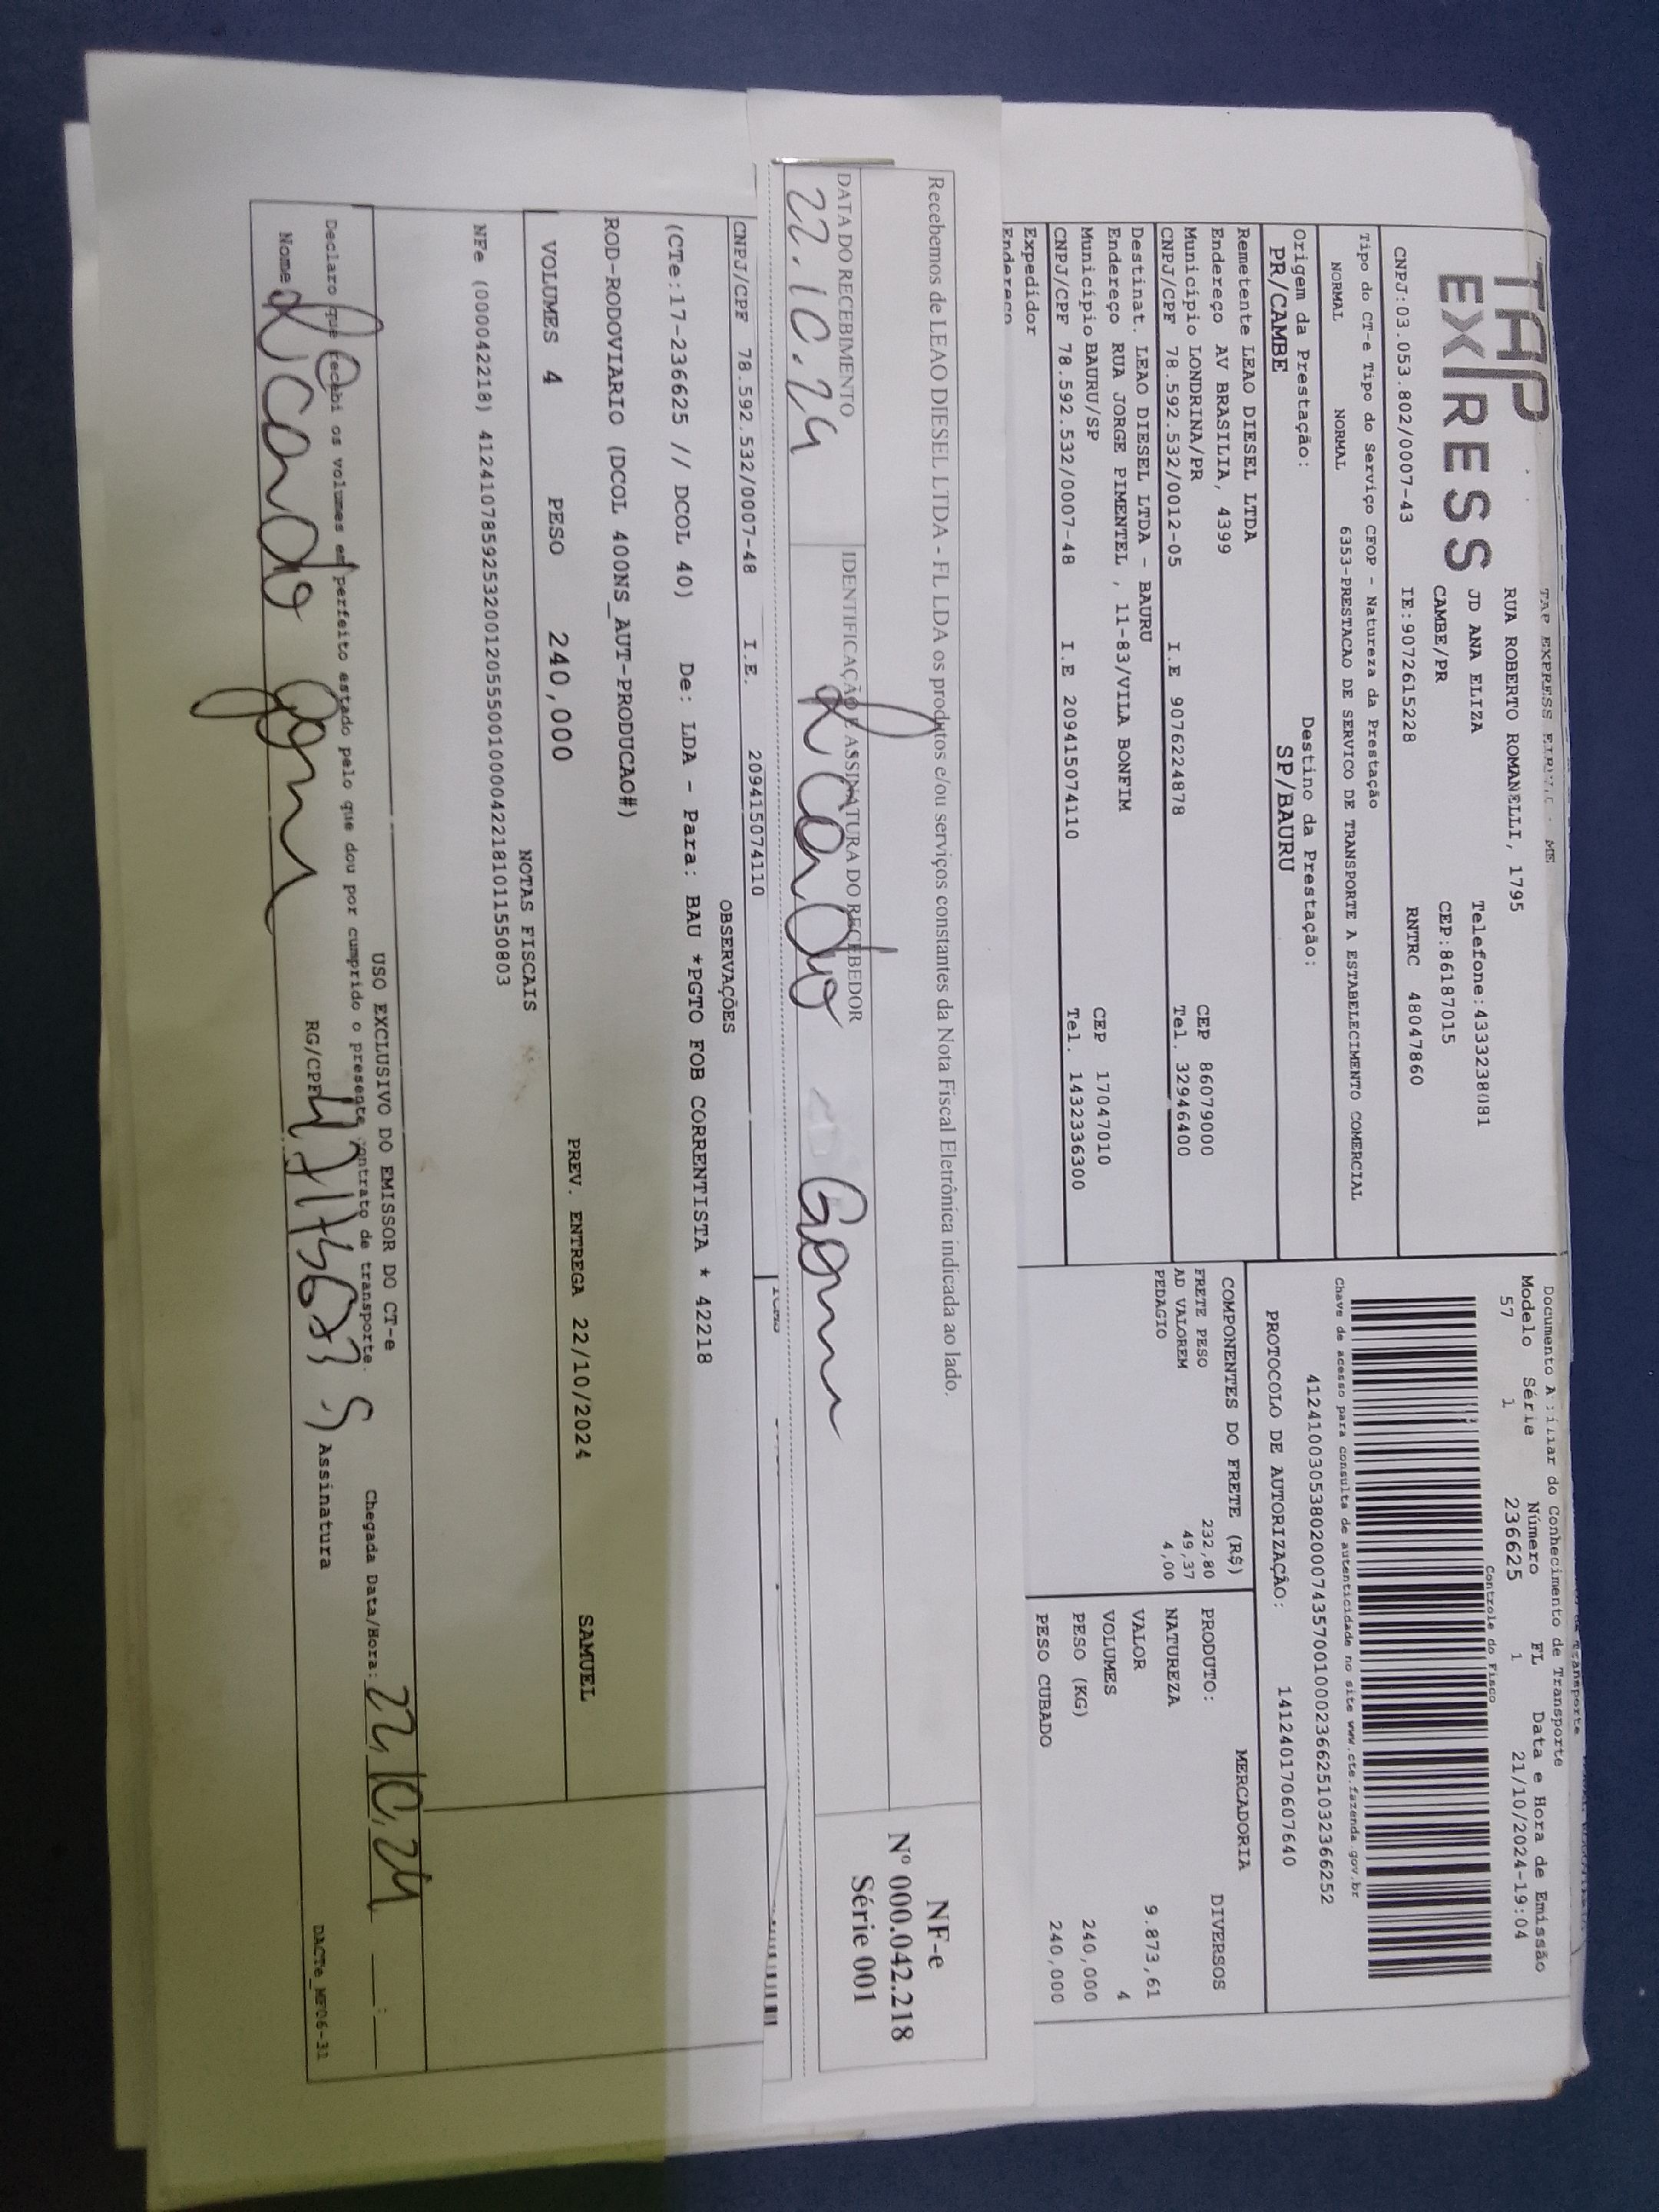 TAP EXPRESS
RUA ROBERTO ROMANELLI, 1795
JD ANA ELIZA Telefone:4333238081
CAMBE/PR CEP:86187015
CNPJ:03.053.802/0007-43 IE:9072615228 RNTRC 48047860
Tipo do CT-e Tipo do Serviço CFOP - Natureza da Prestação
NORMAL NORMAL 6353-PRESTACAO DE SERVICO DE TRANSPORTE A ESTABELECIMENTO COMERCIAL
Origem da Prestação: Destino da Prestação:
PR/CAMBE SP/BAURU
Remetente LEAO DIESEL LTDA
Endereço AV BRASILIA, 4399 CEP 86079000
Município LONDRINA/PR Tel. 32946400
CNPJ/CPF 78.592.532/0012-05 I.E 9076224878
Destinat. LEAO DIESEL LTDA - BAURU
Endereço RUA JORGE PIMENTEL , 11-83/VILA BONFIM
Município BAURU/SP CEP 17047010
CNPJ/CPF 78.592.532/0007-48 I.E 209415074110 Tel. 1432336300
Expedidor
Endereço
do Conhecimento de Transporte
Modelo Série Número FL Data e Hora de Emissão
57 1 236625 1 21/10/2024-19:04
Controle do Fisco
Chave de acesso para consulta de autenticidade no site www.cte.fazenda.gov.br
41241003053802000743570010002366251032366252
PROTOCOLO DE AUTORIZAÇÃO: 141240170607640
COMPONENTES DO FRETE (R$)
FRETE PESO 232,80
AD VALOREM 49,37
PEDAGIO 4,00
MERCADORIA
PRODUTO: DIVERSOS
NATUREZA
VALOR 9.873,61
VOLUMES 4
PESO (KG) 240,000
PESO CUBADO 240,000
Recebemos de LEAO DIESEL LTDA - FL LDA os produtos e/ou serviços constantes da Nota Fiscal Eletrônica indicada ao lado.
DATA DO RECEBIMENTO IDENTIFICAÇÃO E ASSINATURA DO RECEBEDOR
22.10.24
NF-e
Nº 000.042.218
Série 001
CNPJ/CPF 78.592.532/0007-48 I.E. 209415074110
OBSERVAÇÕES
(CTe:17-236625 // DCOL 40) De: LDA - Para: BAU *PGTO FOB CORRENTISTA * 42218
ROD-RODOVIARIO (DCOL 400NS_AUT-PRODUCAO#)
VOLUMES 4 PESO 240,000 PREV. ENTREGA 22/10/2024 SAMUEL
NOTAS FISCAIS
NFe (000042218) 41241078592532001205550010000422181011550803
USO EXCLUSIVO DO EMISSOR DO CT-e
Declaro que recebi os volumes em perfeito estado pelo que dou por cumprido o presente contrato de transporte.
Chegada Data/Hora: 22,10,24
Nome RG/CPF Assinatura
DACTe_MF06-31